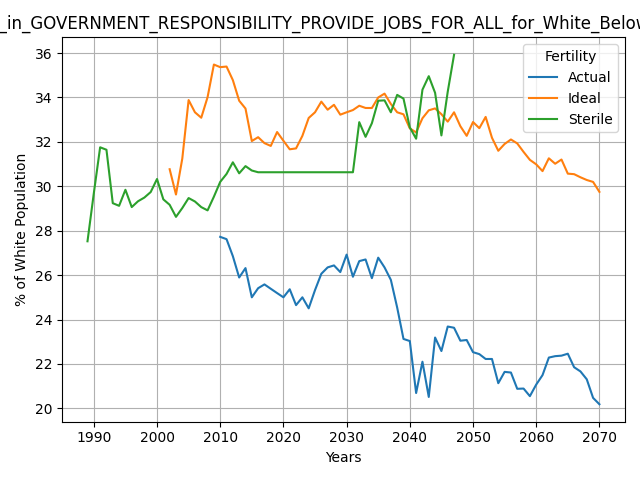 _in_GOVERNMENT_RESPONSIBILITY_PROVIDE_JOBS_FOR_ALL_for_White_Below
Fertility
Actual
Ideal
Sterile
% of White Population
36
34
32
30
28
26
24
22
20
1990 2000 2010 2020 2030 2040 2050 2060 2070
Years